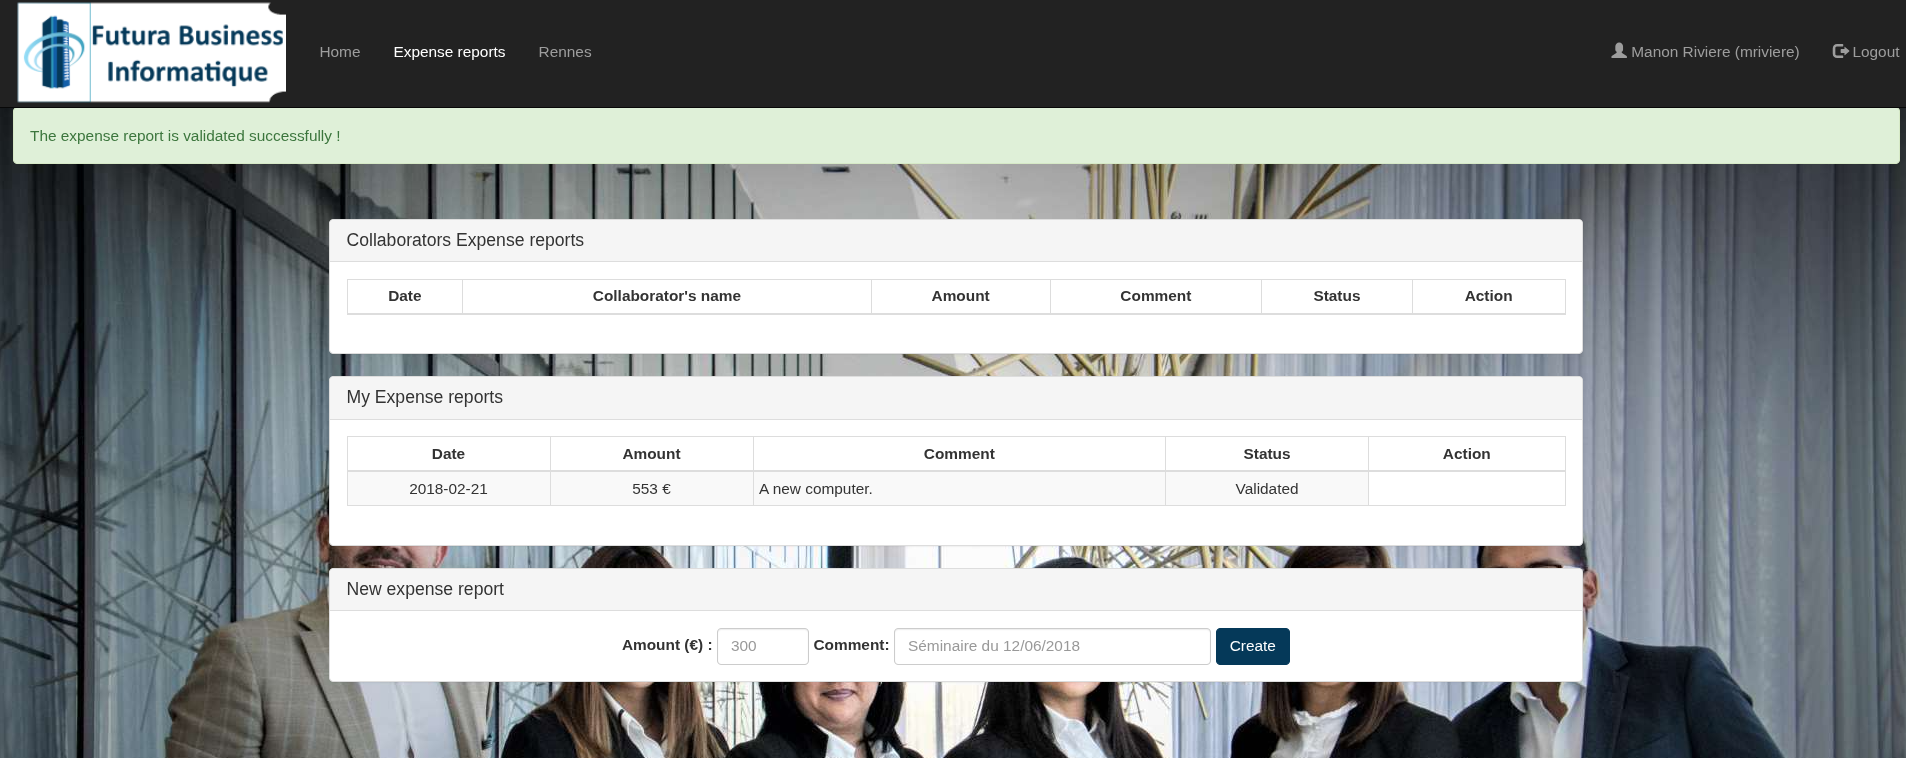 Futura Business
Informatique
Home Expense reports Rennes Manon Riviere (mriviere) Logout
The expense report is validated successfully !
Collaborators Expense reports
Date Collaborator's name Amount Comment Status Action
My Expense reports
Date Amount Comment Status Action
2018-02-21 553 € A new computer. Validated
New expense report
Amount (€) : 300 Comment: Séminaire du 12/06/2018 Create